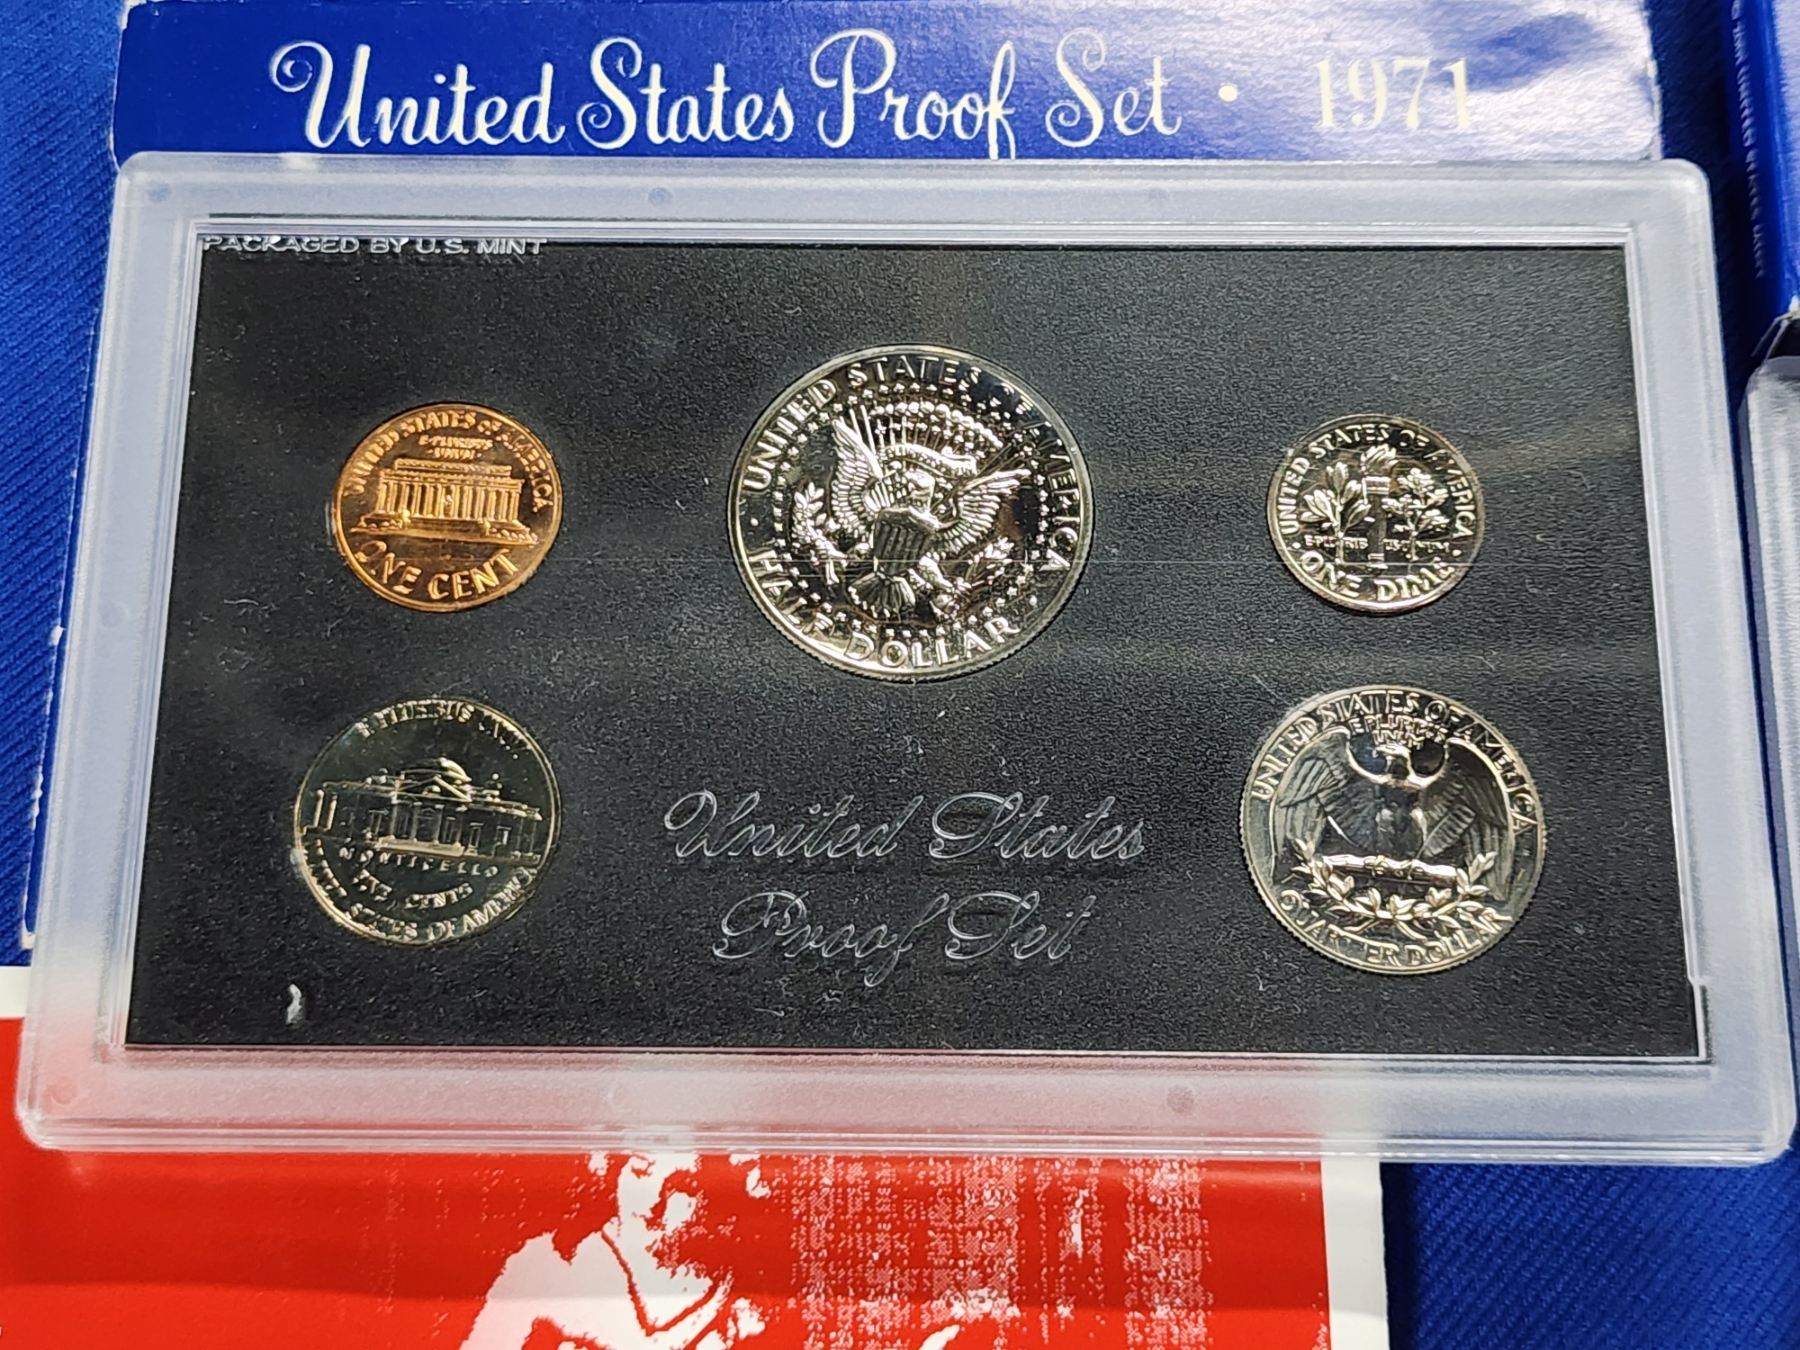 United States Proof Set · 1971
PACKAGED BY U.S. MINT
UNITED STATES OF AMERICA
E·PLURIBUS
UNUM
ONE CENT
UNITED STATES OF AMERICA
HALF DOLLAR
UNITED STATES OF AMERICA
E PLURIBUS UNUM
ONE DIME
E PLURIBUS UNUM
MONTICELLO
FIVE CENTS
UNITED STATES OF AMERICA
United States
Proof Set
UNITED STATES OF AMERICA
E PLURIBUS
UNUM
QUARTER DOLLAR